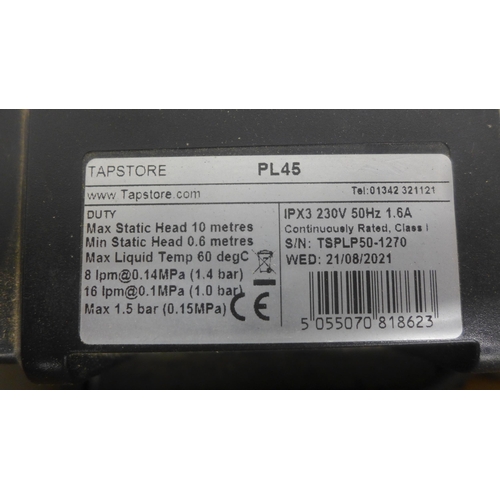 TAPSTORE PL45
www Tapstore.com Tel:01342 321121
DUTY
Max Static Head 10 metres
Min Static Head 0.6 metres
Max Liquid Temp 60 degC
8 lpm@0.14MPa (1.4 bar)
16 lpm@0.1MPa (1.0 bar)
Max 1.5 bar (0.15MPa)
CE
IPX3 230V 50Hz 1.6A
Continuously Rated, Class I
S/N: TSPLP50-1270
WED: 21/08/2021
5 055070 818623